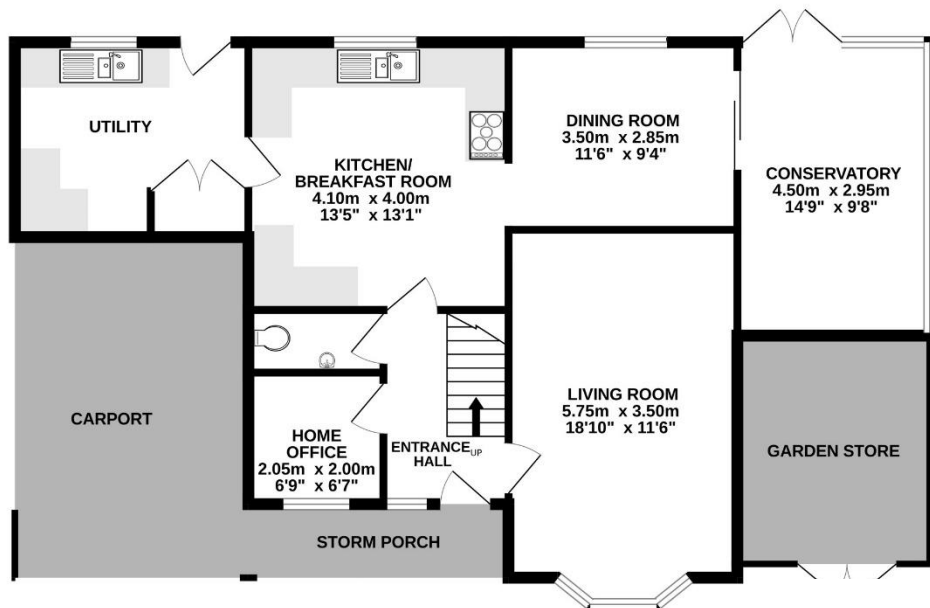 UTILITY
KITCHEN/
BREAKFAST ROOM
4.10m x 4.00m
13'5" x 13'1"
DINING ROOM
3.50m x 2.85m
11'6" x 9'4"
CONSERVATORY
4.50m x 2.95m
14'9" x 9'8"
CARPORT
HOME
OFFICE
2.05m x 2.00m
6'9" x 6'7"
ENTRANCE
HALL
UP
LIVING ROOM
5.75m x 3.50m
18'10" x 11'6"
GARDEN STORE
STORM PORCH